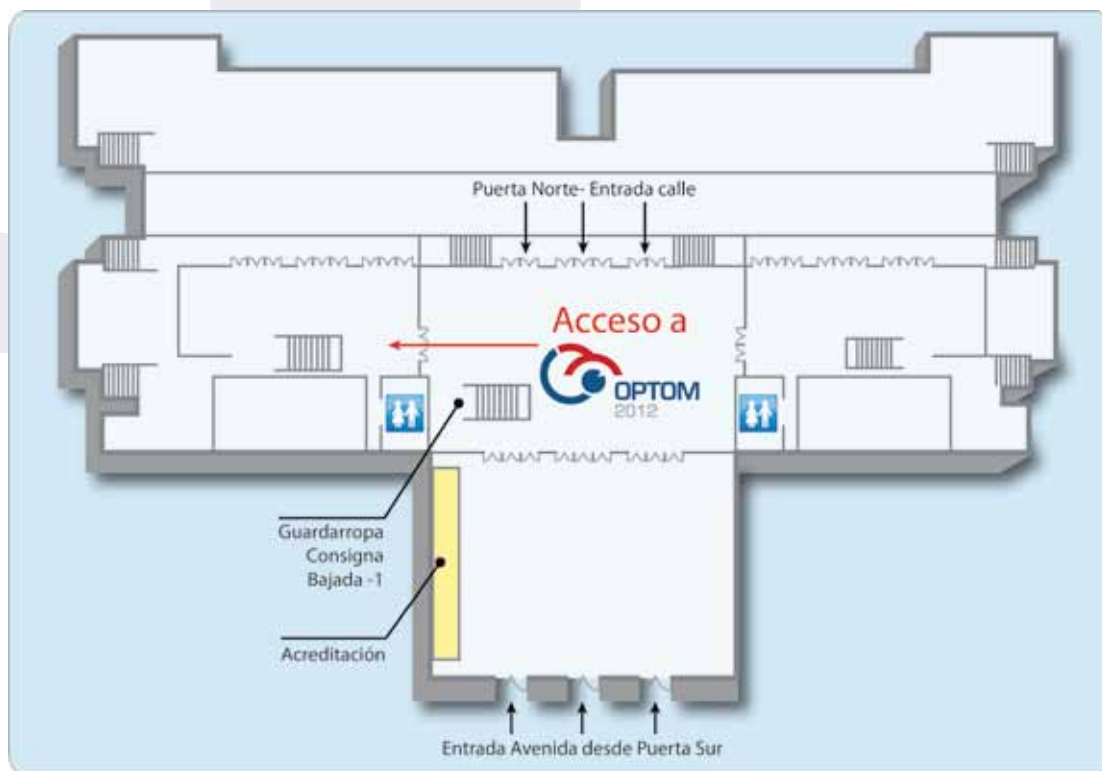 Puerta Norte- Entrada calle
Acceso a
OPTOM
2012
Guardarropa
Consigna
Bajada -1
Acreditación
Entrada Avenida desde Puerta Sur